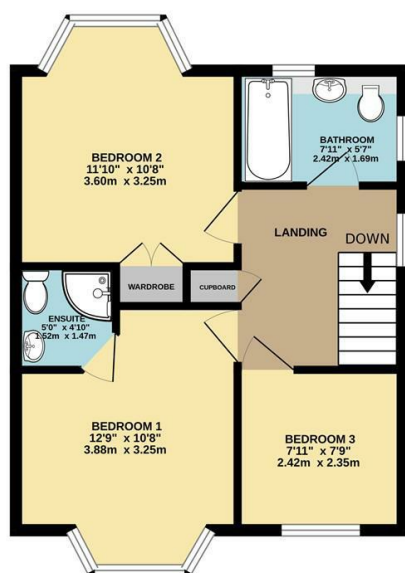 BEDROOM 2
11'10" x 10'8"
3.60m x 3.25m
BATHROOM
7'11" x 5'7"
2.42m x 1.69m
LANDING
DOWN
WARDROBE
CUPBOARD
ENSUITE
5'0" x 4'10"
1.52m x 1.47m
BEDROOM 1
12'9" x 10'8"
3.88m x 3.25m
BEDROOM 3
7'11" x 7'9"
2.42m x 2.35m